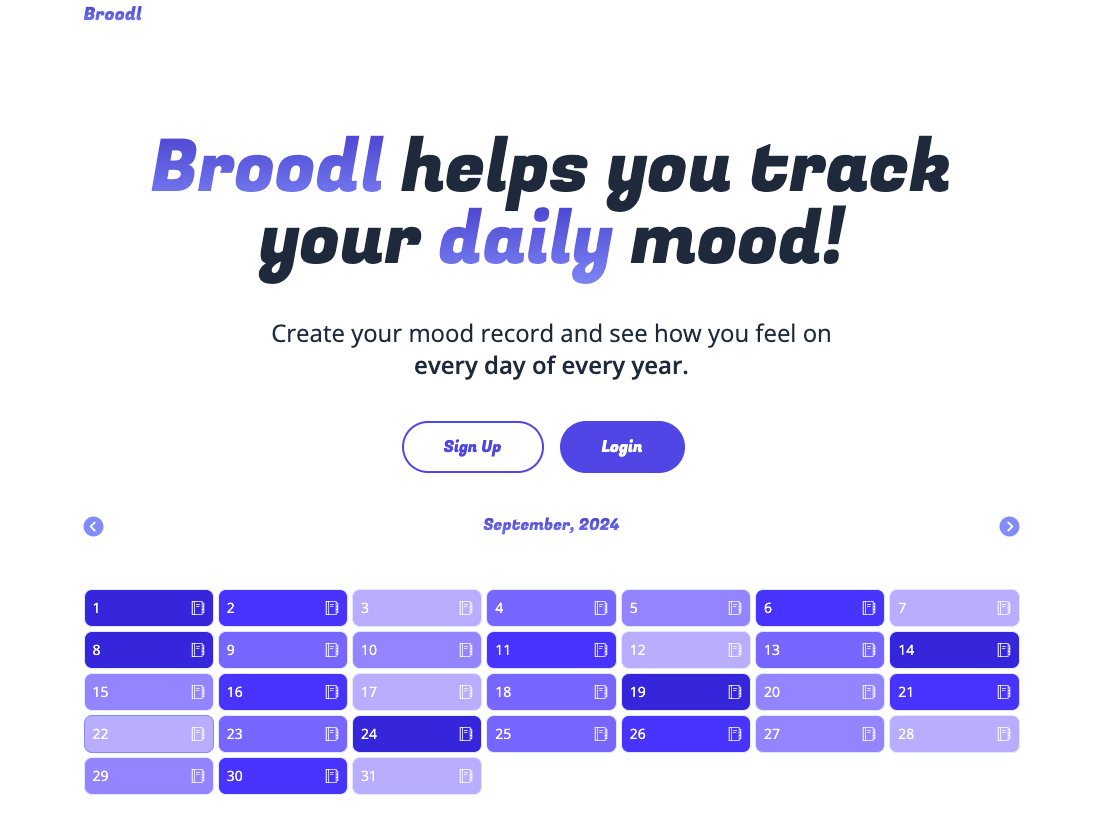 Broodl
Broodl helps you track
your daily mood!
Create your mood record and see how you feel on
every day of every year.
Sign Up Login
September, 2024
1 2 3 4 5 6 7
8 9 10 11 12 13 14
15 16 17 18 19 20 21
22 23 24 25 26 27 28
29 30 31